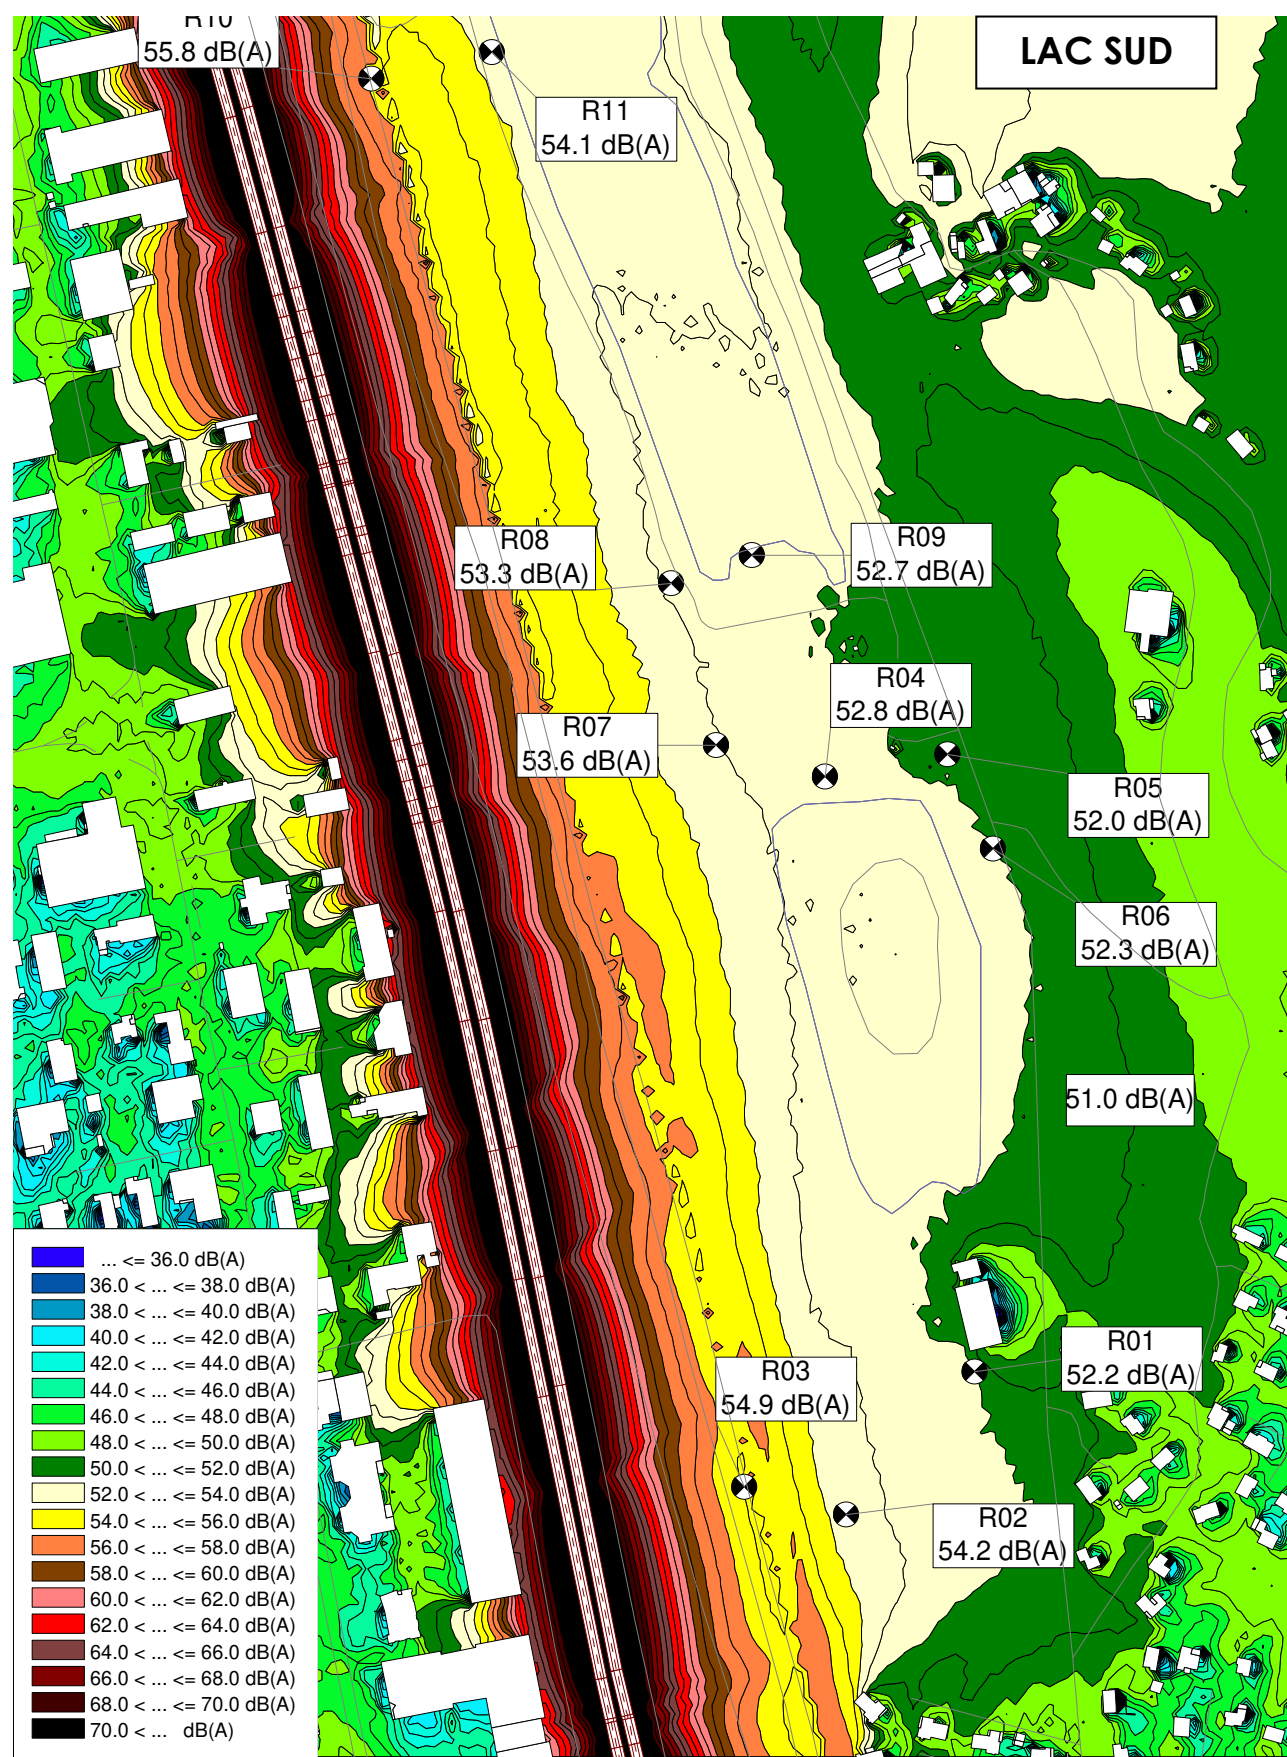 R10
55.8 dB(A)
LAC SUD
R11
54.1 dB(A)
R08
53.3 dB(A)
R09
52.7 dB(A)
R04
52.8 dB(A)
R07
53.6 dB(A)
R05
52.0 dB(A)
R06
52.3 dB(A)
51.0 dB(A)
R01
52.2 dB(A)
R03
54.9 dB(A)
R02
54.2 dB(A)
... <= 36.0 dB(A)
36.0 < ... <= 38.0 dB(A)
38.0 < ... <= 40.0 dB(A)
40.0 < ... <= 42.0 dB(A)
42.0 < ... <= 44.0 dB(A)
44.0 < ... <= 46.0 dB(A)
46.0 < ... <= 48.0 dB(A)
48.0 < ... <= 50.0 dB(A)
50.0 < ... <= 52.0 dB(A)
52.0 < ... <= 54.0 dB(A)
54.0 < ... <= 56.0 dB(A)
56.0 < ... <= 58.0 dB(A)
58.0 < ... <= 60.0 dB(A)
60.0 < ... <= 62.0 dB(A)
62.0 < ... <= 64.0 dB(A)
64.0 < ... <= 66.0 dB(A)
66.0 < ... <= 68.0 dB(A)
68.0 < ... <= 70.0 dB(A)
70.0 < ... dB(A)